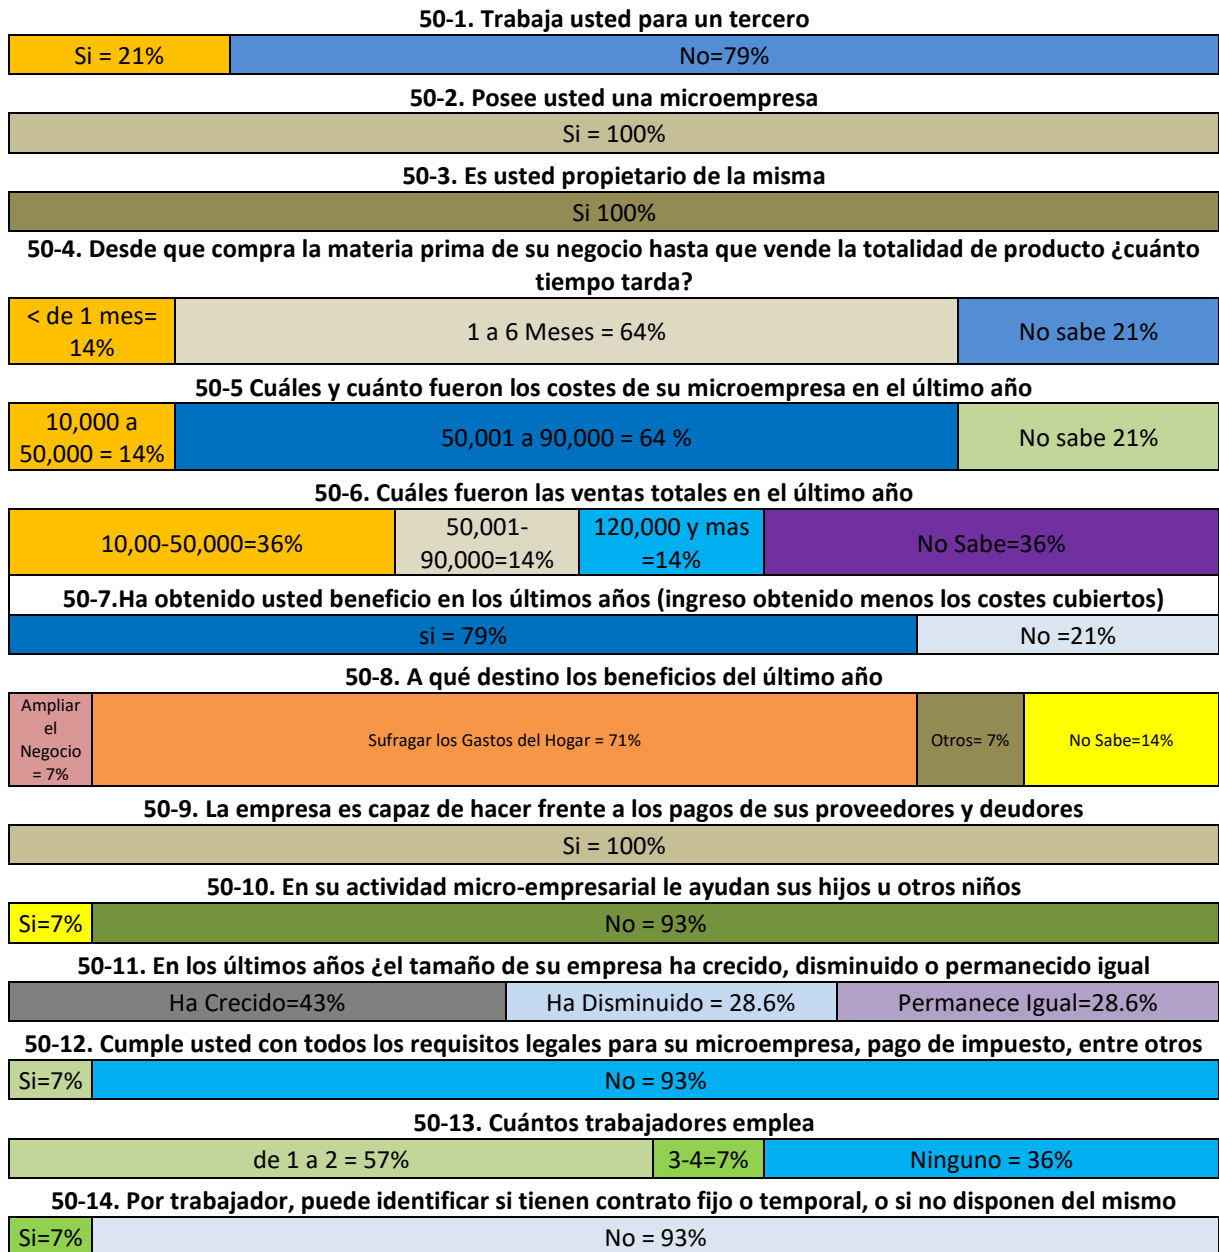 50-1. Trabaja usted para un tercero
Si = 21%
No=79%
50-2. Posee usted una microempresa
Si = 100%
50-3. Es usted propietario de la misma
Si 100%
50-4. Desde que compra la materia prima de su negocio hasta que vende la totalidad de producto ¿cuánto
tiempo tarda?
< de 1 mes=
14%
1 a 6 Meses = 64%
No sabe 21%
50-5 Cuáles y cuánto fueron los costes de su microempresa en el último año
10,000 a
50,000 = 14%
50,001 a 90,000 = 64 %
No sabe 21%
50-6. Cuáles fueron las ventas totales en el último año
10,00-50,000=36%
50,001-
90,000=14%
120,000 y mas
=14%
No Sabe=36%
50-7.Ha obtenido usted beneficio en los últimos años (ingreso obtenido menos los costes cubiertos)
si = 79%
No =21%
50-8. A qué destino los beneficios del último año
Ampliar
el
Negocio
= 7%
Sufragar los Gastos del Hogar = 71%
Otros= 7%
No Sabe=14%
50-9. La empresa es capaz de hacer frente a los pagos de sus proveedores y deudores
Si = 100%
50-10. En su actividad micro-empresarial le ayudan sus hijos u otros niños
Si=7%
No = 93%
50-11. En los últimos años ¿el tamaño de su empresa ha crecido, disminuido o permanecido igual
Ha Crecido=43%
Ha Disminuido = 28.6%
Permanece Igual=28.6%
50-12. Cumple usted con todos los requisitos legales para su microempresa, pago de impuesto, entre otros
Si=7%
No = 93%
50-13. Cuántos trabajadores emplea
de 1 a 2 = 57%
3-4=7%
Ninguno = 36%
50-14. Por trabajador, puede identificar si tienen contrato fijo o temporal, o si no disponen del mismo
Si=7%
No = 93%